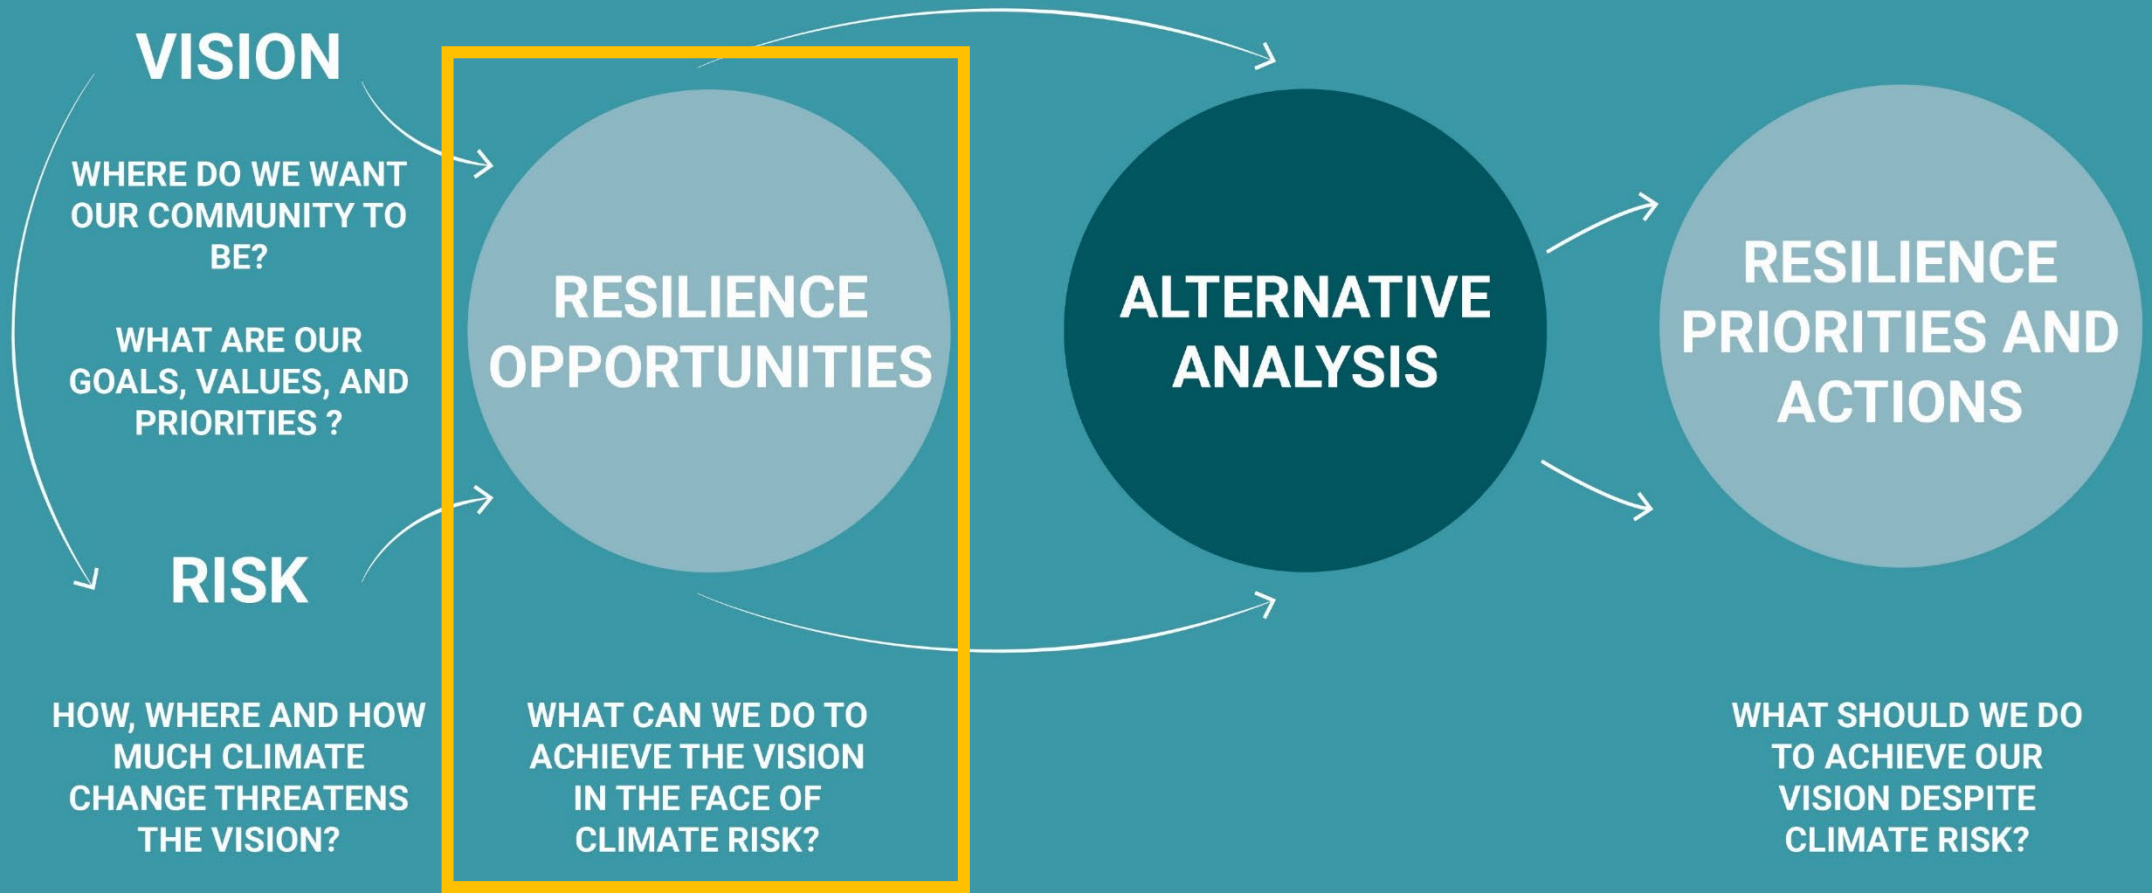 VISION
WHERE DO WE WANT
OUR COMMUNITY TO
BE?
WHAT ARE OUR
GOALS, VALUES, AND
PRIORITIES ?
RISK
HOW, WHERE AND HOW
MUCH CLIMATE
CHANGE THREATENS
THE VISION?
RESILIENCE
OPPORTUNITIES
WHAT CAN WE DO TO
ACHIEVE THE VISION
IN THE FACE OF
CLIMATE RISK?
ALTERNATIVE
ANALYSIS
RESILIENCE
PRIORITIES AND
ACTIONS
WHAT SHOULD WE DO
TO ACHIEVE OUR
VISION DESPITE
CLIMATE RISK?